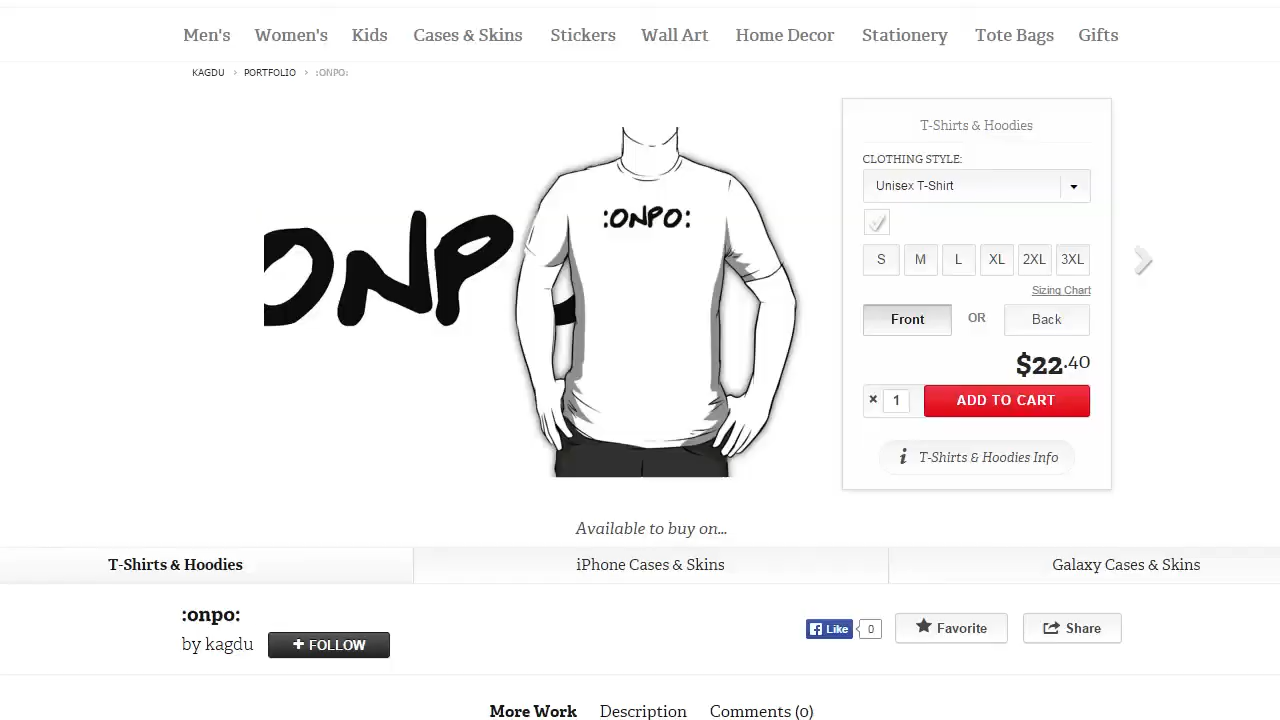 Men's Women's Kids Cases & Skins Stickers Wall Art Home Decor Stationery Tote Bags Gifts
KAGDU › PORTFOLIO › :ONPO:
T-Shirts & Hoodies
CLOTHING STYLE:
Unisex T-Shirt
ONP
:ONPO:
S M L XL 2XL 3XL
Sizing Chart
Front OR Back
$22.40
× 1 ADD TO CART
i T-Shirts & Hoodies Info
Available to buy on...
T-Shirts & Hoodies iPhone Cases & Skins Galaxy Cases & Skins
:onpo:
by kagdu + FOLLOW
Like 0 Favorite Share
More Work Description Comments (0)